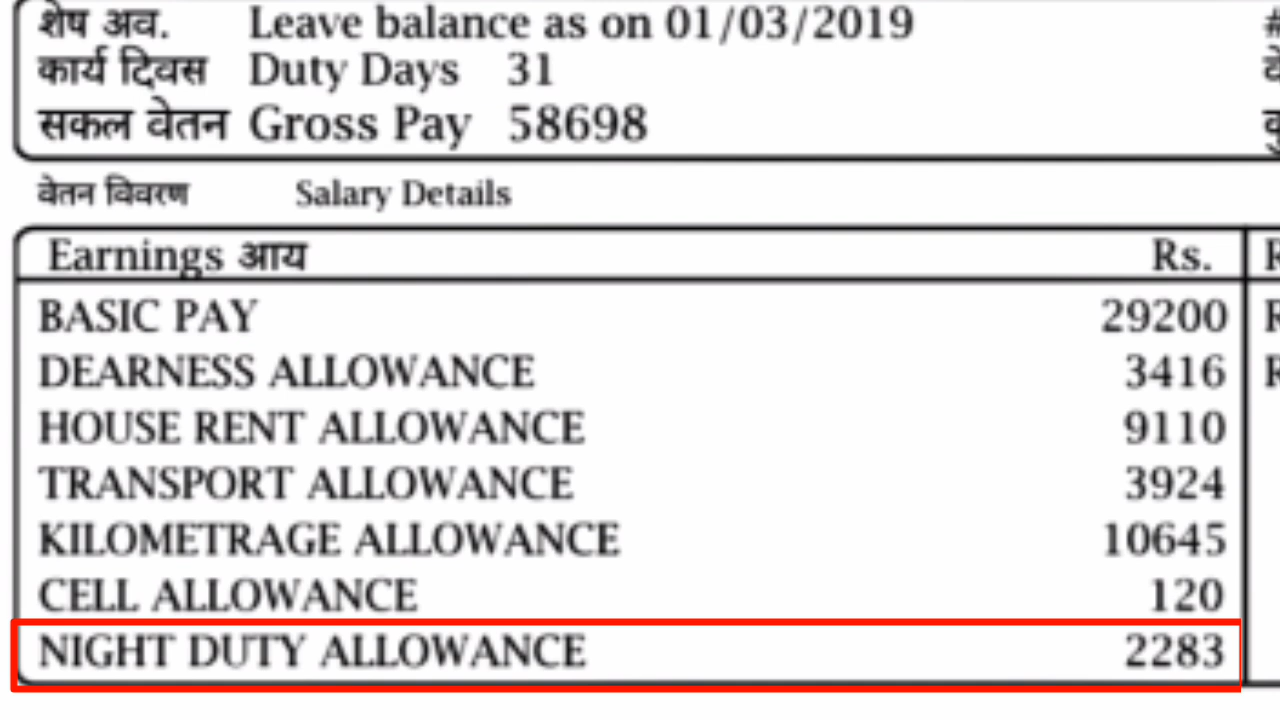 शेष अव. Leave balance as on 01/03/2019
कार्य दिवस Duty Days 31
सकल वेतन Gross Pay 58698
वेतन विवरण Salary Details
Earnings आय Rs.
BASIC PAY 29200
DEARNESS ALLOWANCE 3416
HOUSE RENT ALLOWANCE 9110
TRANSPORT ALLOWANCE 3924
KILOMETRAGE ALLOWANCE 10645
CELL ALLOWANCE 120
NIGHT DUTY ALLOWANCE 2283